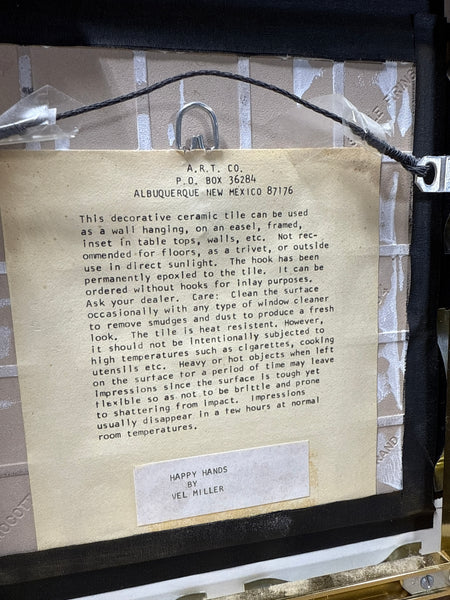 A.R.T. CO.
P.O. BOX 36284
ALBUQUERQUE NEW MEXICO 87176
This decorative ceramic tile can be used
as a wall hanging, on an easel, framed,
inset in table tops, walls, etc. Not rec-
ommended for floors, as a trivet, or outside
use in direct sunlight. The hook has been
permanently epoxied to the tile. It can be
ordered without hooks for inlay purposes.
Ask your dealer. Care: Clean the surface
occasionally with any type of window cleaner
to remove smudges and dust to produce a fresh
look. The tile is heat resistent. However,
it should not be intentionally subjected to
high temperatures such as cigarettes, cooking
utensils etc. Heavy or hot objects when left
on the surface for a period of time may leave
impressions since the surface is tough yet
flexible so as not to be brittle and prone
to shattering from impact. Impressions
usually disappear in a few hours at normal
room temperatures.
HAPPY HANDS
BY
VEL MILLER